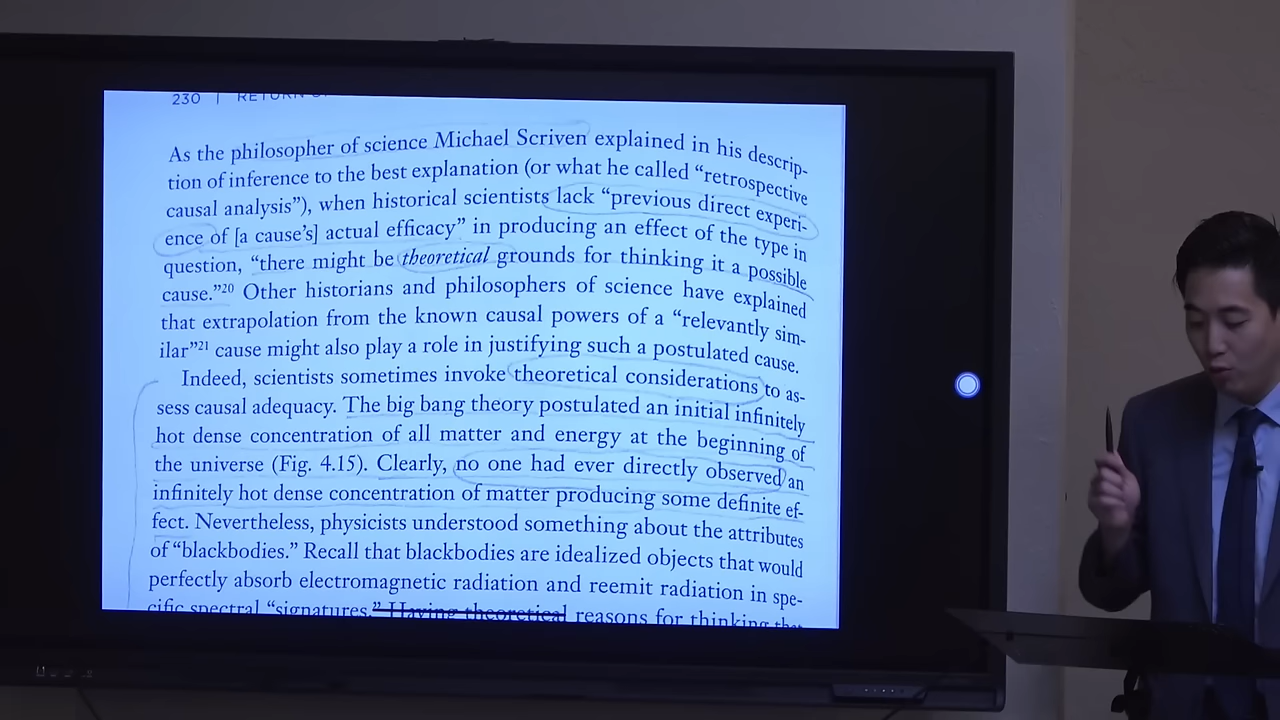 230 | RETURN
As the philosopher of science Michael Scriven explained in his descrip-
tion of inference to the best explanation (or what he called “retrospective
causal analysis”), when historical scientists lack “previous direct experi-
ence of [a cause’s] actual efficacy” in producing an effect of the type in
question, “there might be theoretical grounds for thinking it a possible
cause.”20 Other historians and philosophers of science have explained
that extrapolation from the known causal powers of a “relevantly sim-
ilar”21 cause might also play a role in justifying such a postulated cause.
Indeed, scientists sometimes invoke theoretical considerations to as-
sess causal adequacy. The big bang theory postulated an initial infinitely
hot dense concentration of all matter and energy at the beginning of
the universe (Fig. 4.15). Clearly, no one had ever directly observed an
infinitely hot dense concentration of matter producing some definite ef-
fect. Nevertheless, physicists understood something about the attributes
of “blackbodies.” Recall that blackbodies are idealized objects that would
perfectly absorb electromagnetic radiation and reemit radiation in spe-
cific spectral “signatures.” Having theoretical reasons for thinking that